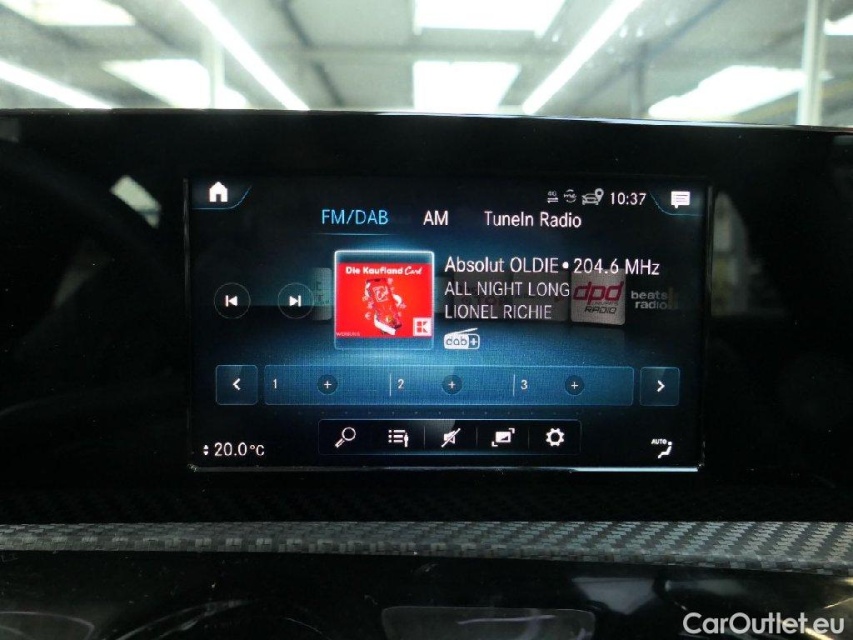 10:37
FM/DAB AM TuneIn Radio
Die Kaufland Card
Absolut OLDIE • 204.6 MHz
ALL NIGHT LONG
LIONEL RICHIE
dab+
dpd
RADIO
beats
radio
1 + 2 + 3 +
20.0°C
AUTO
CarOutlet.eu